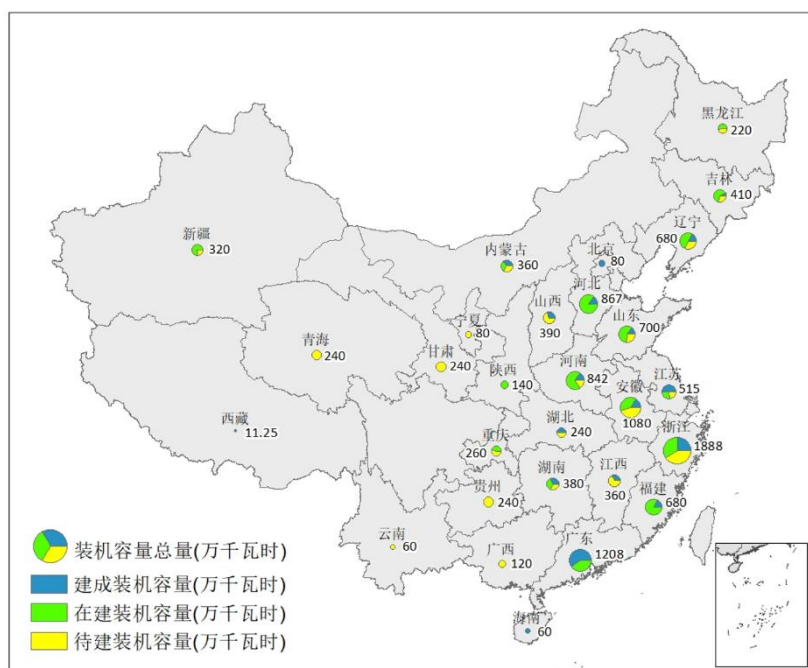 黑龙江
220
吉林
410
辽宁
680
新疆
320
内蒙古
360
北京
80
河北
867
山西
390
山东
700
宁夏
80
青海
240
甘肃
240
陕西
140
河南
842
江苏
515
安徽
1080
西藏
11.25
湖北
240
浙江
1888
重庆
260
湖南
380
江西
360
贵州
240
福建
680
云南
60
广西
120
广东
1208
海南
60
装机容量总量(万千瓦时)
建成装机容量(万千瓦时)
在建装机容量(万千瓦时)
待建装机容量(万千瓦时)